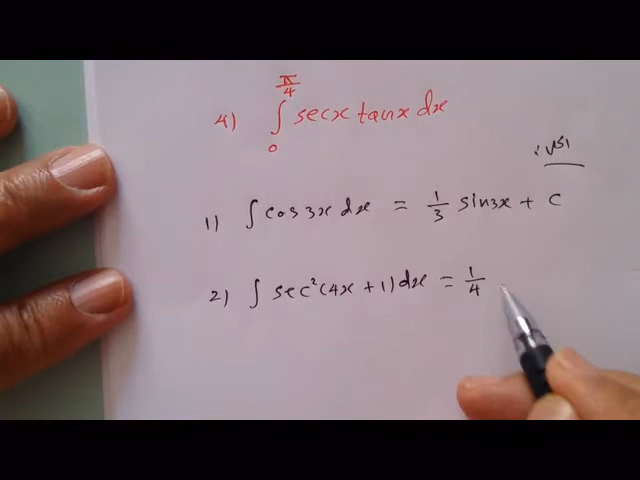 4) ∫₀^{π/4} secx tanx dx
1) ∫ cos 3x dx = 1/3 sin3x + c
2) ∫ sec²(4x + 1) dx = 1/4